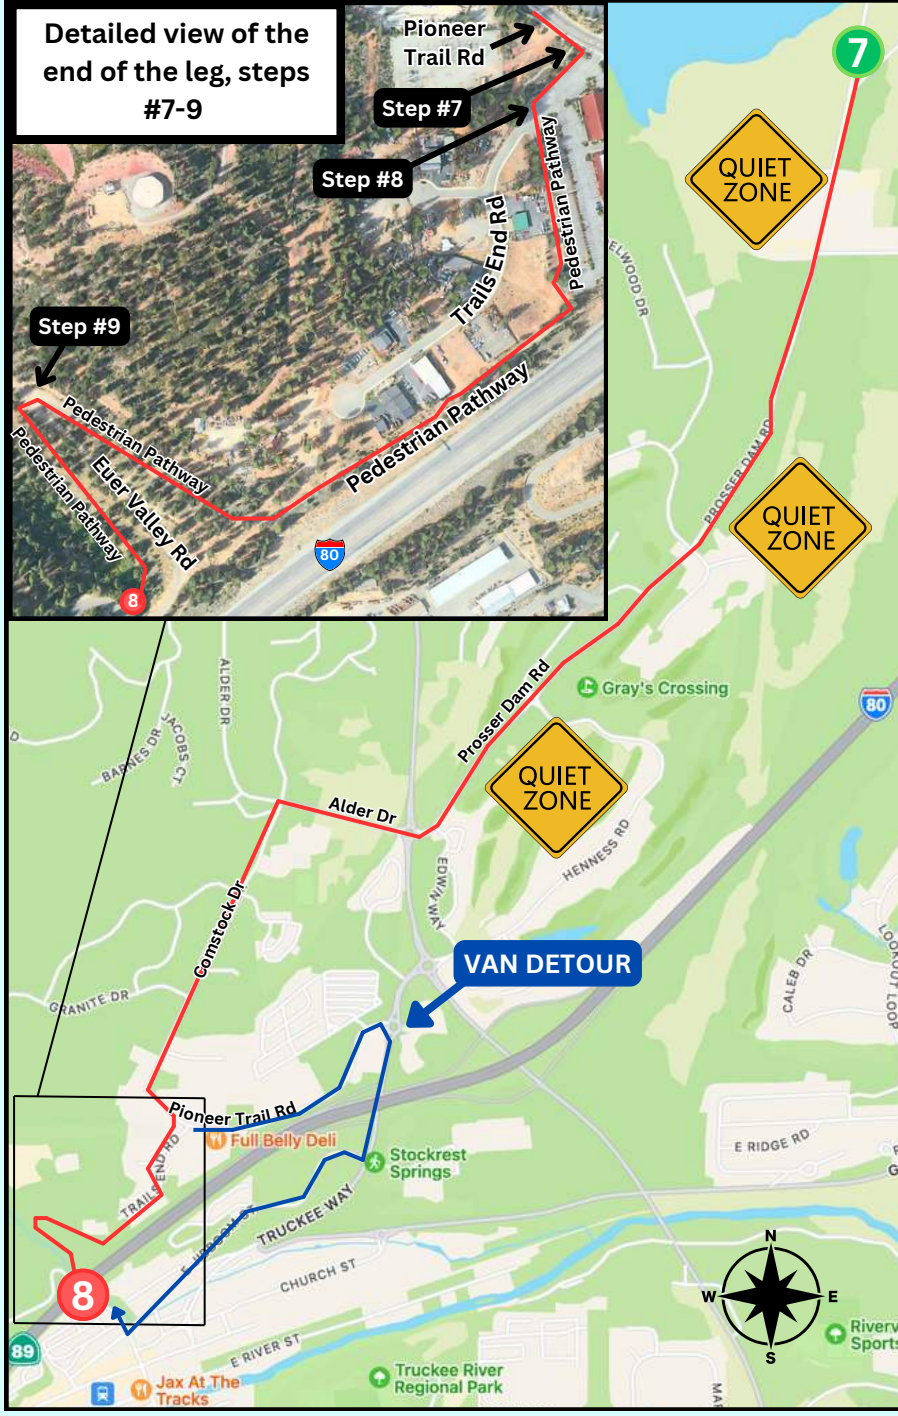 Detailed view of the
end of the leg, steps
#7-9
Pioneer
Trail Rd
Step #7
Step #8
Pedestrian Pathway
Trails End Rd
Step #9
Pedestrian Pathway
Pedestrian Pathway
Euer Valley Rd
Pedestrian Pathway
80
8
7
QUIET
ZONE
ELWOOD DR
PROSSER DAM RD
QUIET
ZONE
Prosser Dam Rd
Gray's Crossing
80
ALDER DR
JACOBS CT.
BARNES DR
D
QUIET
ZONE
Alder Dr
HENNESS RD
EDWIN WAY
Comstock Dr
VAN DETOUR
GRANITE DR
CALEB DR
LOOKOUT LOOP
Pioneer Trail Rd
Full Belly Deli
TRAILS END RD
Stockrest
Springs
E RIDGE RD
G
TRUCKEE WAY
CHURCH ST
8
N
W
E
S
89
E RIVER ST
Riverv
Sports
Jax At The
Tracks
Truckee River
Regional Park
MAR